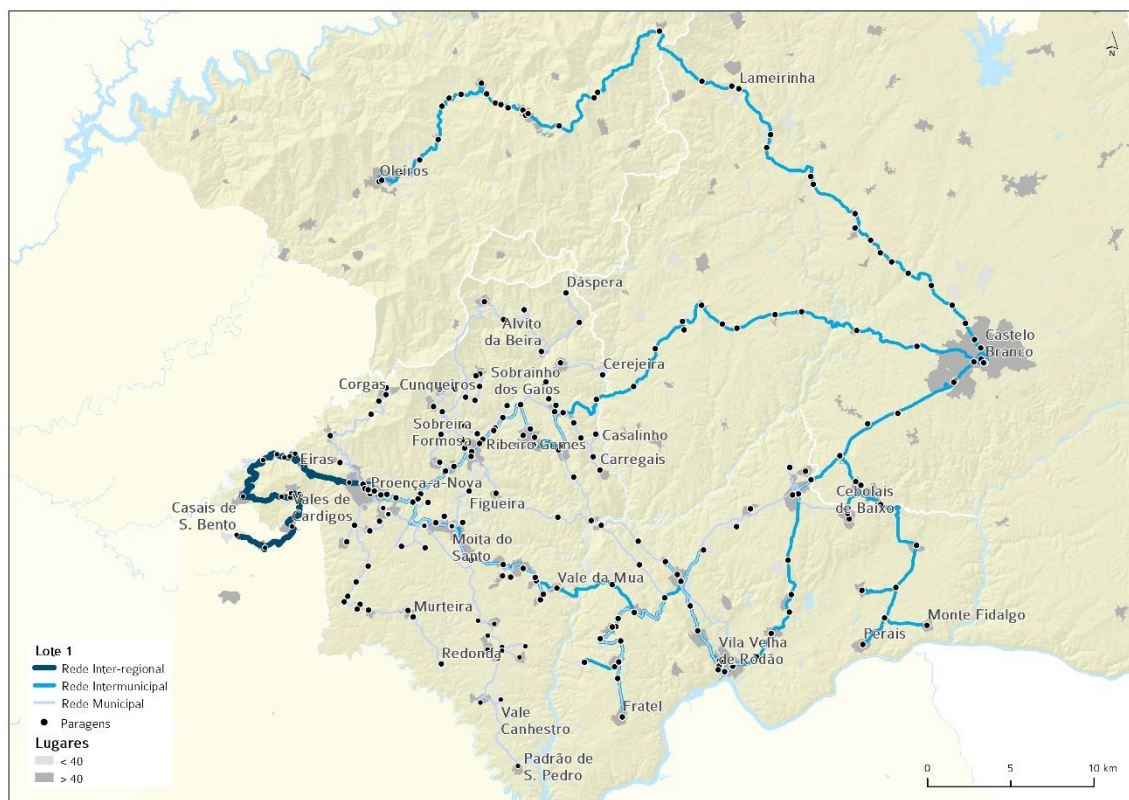 N
Lameirinha
Oleiros
Dáspera
Alvito
da Beira
Castelo
Branco
Cerejeira
Sobrainho
dos Gaios
Corgas
Cunqueiros
Sobreira
Formosa
Ribeiro Gomes
Casalinho
Carregais
Eiras
Proença-a-Nova
Figueira
Casais de
S. Bento
Vales de
Cardigos
Cebolais
de Baixo
Moita do
Santo
Vale da Mua
Murteira
Monte Fidalgo
Perais
Redonda
Vila Velha
de Ródão
Vale
Canhestro
Fratel
Padrão de
S. Pedro
Lote 1
Rede Inter-regional
Rede Intermunicipal
Rede Municipal
Paragens
Lugares
< 40
> 40
0 5 10 km